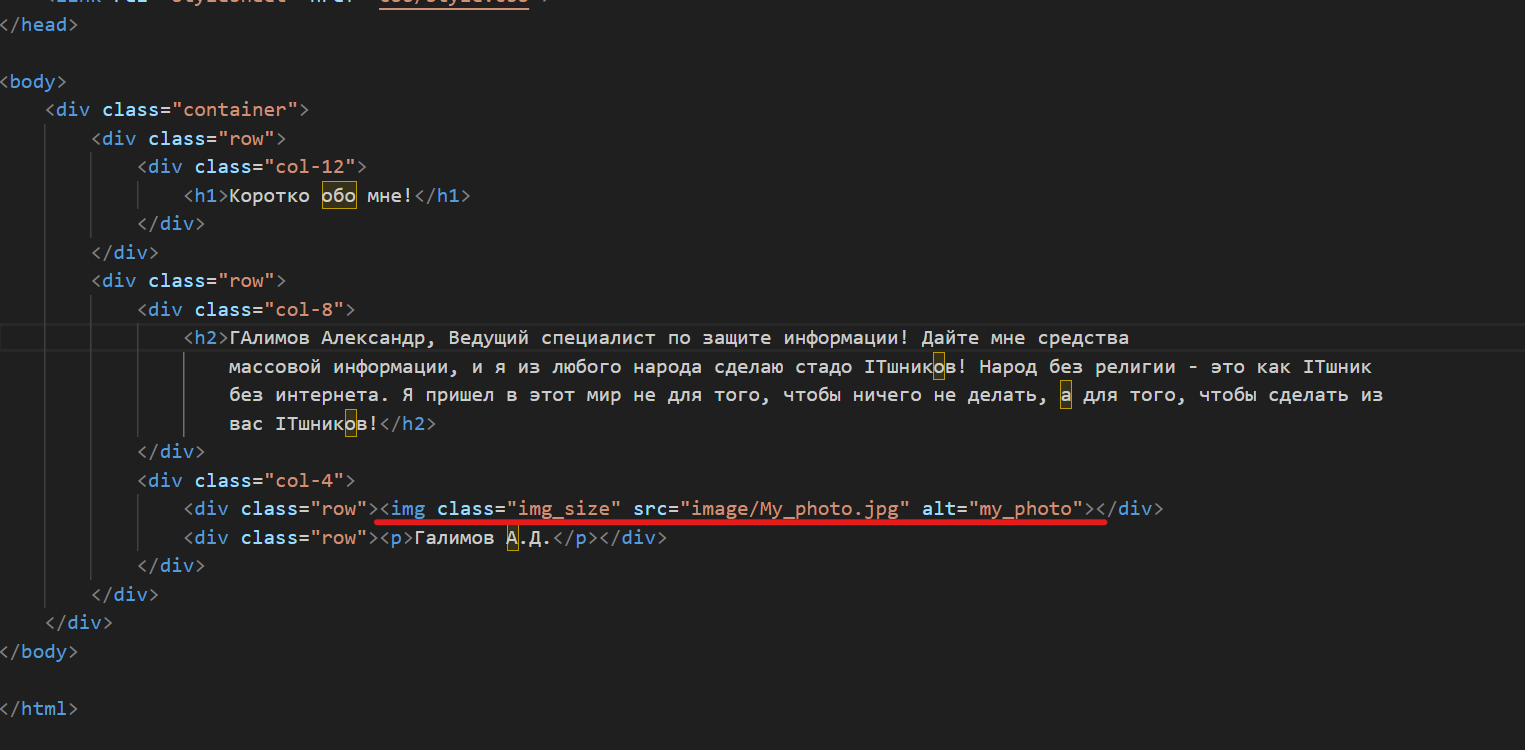 </head>
<body>
<div class="container">
<div class="row">
<div class="col-12">
<h1>Коротко обо мне!</h1>
</div>
</div>
<div class="row">
<div class="col-8">
<h2>ГАлимов Александр, Ведущий специалист по защите информации! Дайте мне средства
массовой информации, и я из любого народа сделаю стадо ITшников! Народ без религии - это как ITшник
без интернета. Я пришел в этот мир не для того, чтобы ничего не делать, а для того, чтобы сделать из
вас ITшников!</h2>
</div>
<div class="col-4">
<div class="row"><img class="img_size" src="image/My_photo.jpg" alt="my_photo"></div>
<div class="row"><p>Галимов А.Д.</p></div>
</div>
</div>
</div>
</body>
</html>